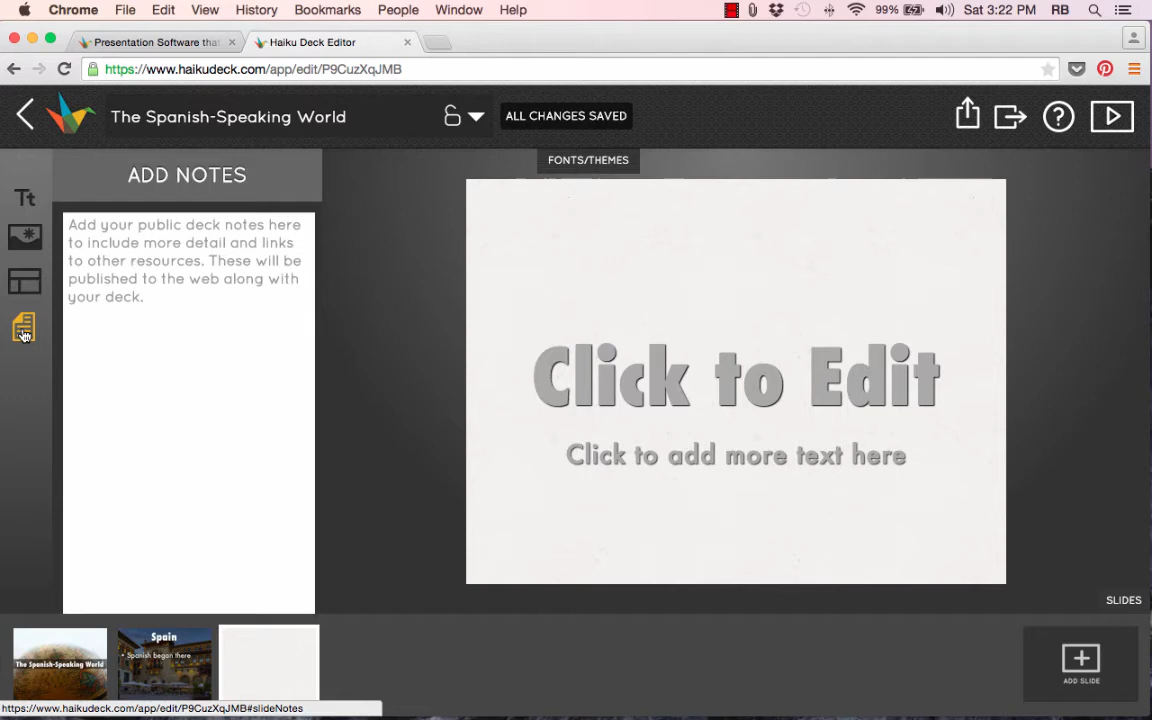 Chrome File Edit View History Bookmarks People Window Help 99% Sat 3:22 PM RB
Presentation Software that
Haiku Deck Editor
https://www.haikudeck.com/app/edit/P9CuzXqJMB
The Spanish-Speaking World
ALL CHANGES SAVED
FONTS/THEMES
Tt
ADD NOTES
Add your public deck notes here
to include more detail and links
to other resources. These will be
published to the web along with
your deck.
Click to Edit
Click to add more text here
SLIDES
The Spanish-Speaking World
Spain
• Spanish began there
ADD SLIDE
https://www.haikudeck.com/app/edit/P9CuzXqJMB#slideNotes